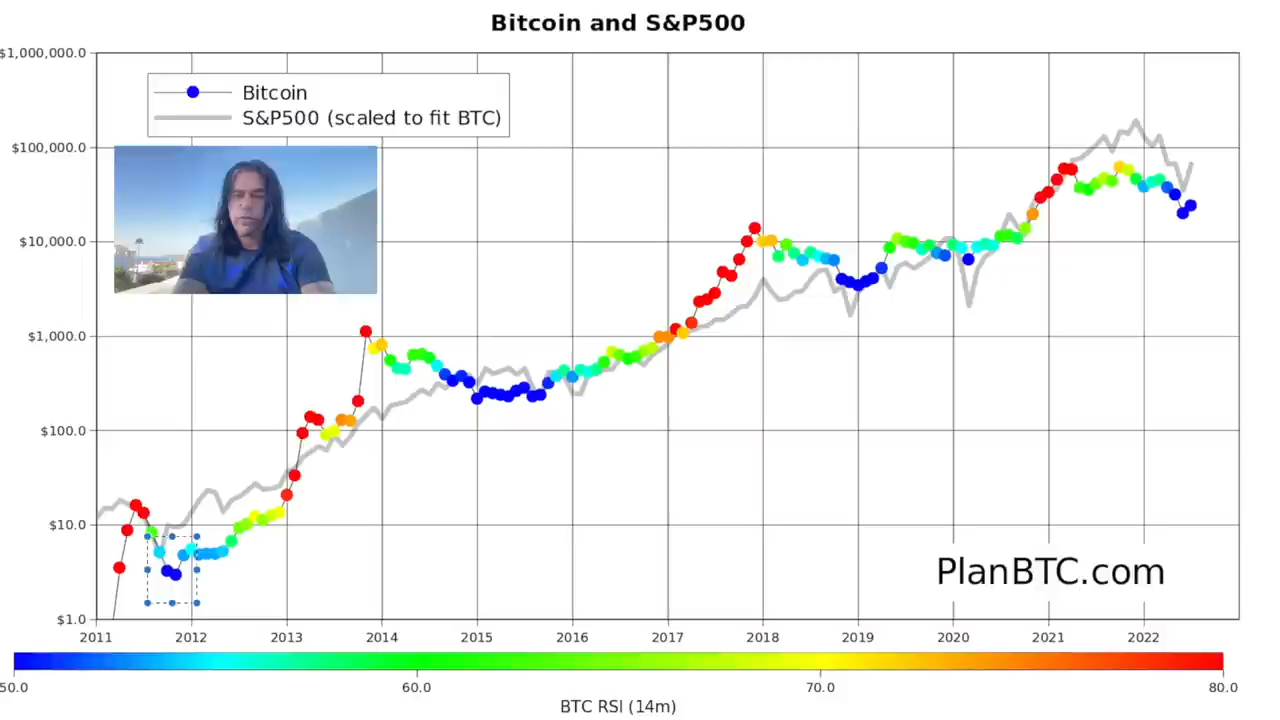 Bitcoin and S&P500
$1,000,000.0
Bitcoin
S&P500 (scaled to fit BTC)
$100,000.0
$10,000.0
$1,000.0
$100.0
$10.0
PlanBTC.com
$1.0
2011 2012 2013 2014 2015 2016 2017 2018 2019 2020 2021 2022
50.0 60.0 70.0 80.0
BTC RSI (14m)